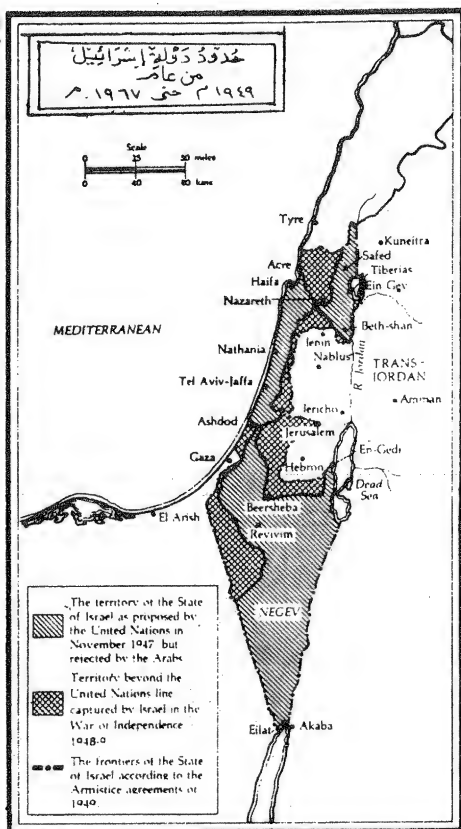 حُدُودُ دَوْلَةِ إِسْرَائِيْل
من عام
١٩٤٩ م حتى ١٩٦٧ م
Scale
0 25 50 miles
0 40 80 kms
Tyre
Kuneitra
Acre
Safed
Haifa
Tiberias
Ein Gev
Nazareth
MEDITERRANEAN
Beth-shan
Jenin
Nathania
Nablus
TRANS-
JORDAN
R. Jordan
Tel Aviv-Jaffa
Amman
Jericho
Ashdod
Jerusalem
Gaza
En-Gedi
Hebron
Dead
Sea
El Arish
Beersheba
Revivim
NEGEV
The territory of the State
of Israel as proposed by
the United Nations in
November 1947 but
rejected by the Arabs
Territory beyond the
United Nations line
captured by Israel in the
War of Independence
1948-9
The frontiers of the State
of Israel according to the
Armistice agreements of
1949.
Eilat
Akaba